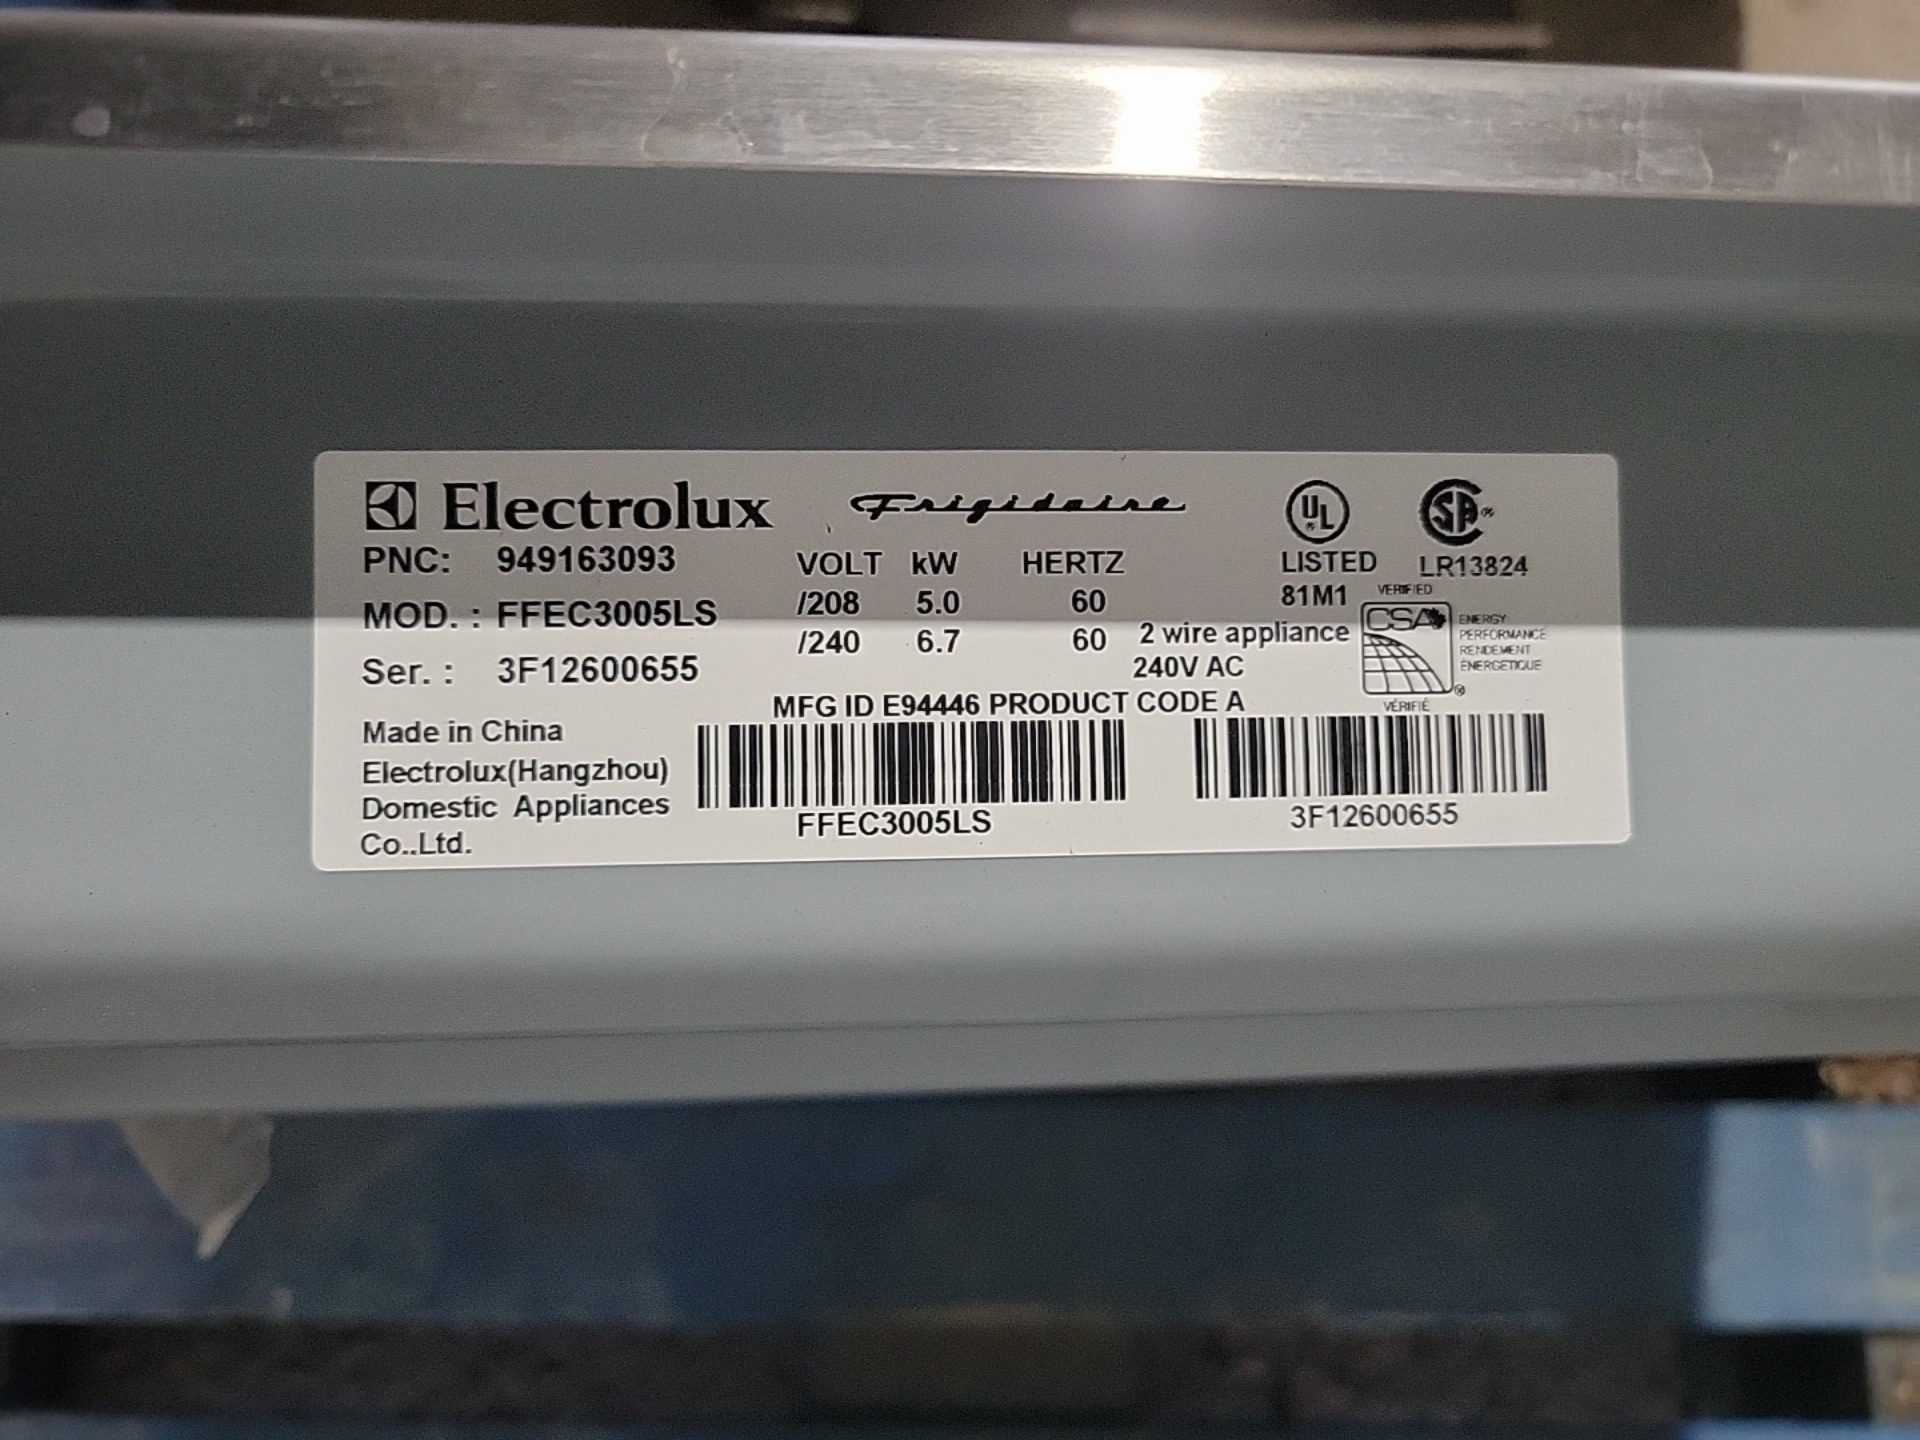 Electrolux Frigidaire UL ® SA ®
PNC: 949163093 VOLT kW HERTZ LISTED LR13824
MOD. : FFEC3005LS /208 5.0 60 81M1 VERIFIED
/240 6.7 60 2 wire appliance CSA ENERGY
PERFORMANCE
RENDEMENT
ÉNERGÉTIQUE
Ser. : 3F12600655 240V AC ®
MFG ID E94446 PRODUCT CODE A VÉRIFIÉ
Made in China
Electrolux(Hangzhou)
Domestic Appliances
Co..Ltd.
FFEC3005LS 3F12600655